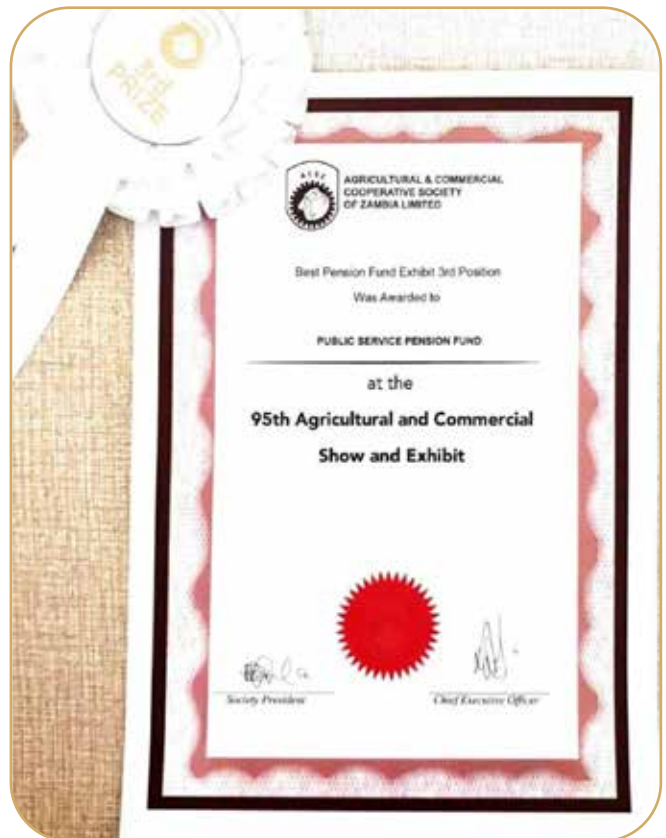 3rd
PRIZE
ACSZ
AGRICULTURAL & COMMERCIAL
COOPERATIVE SOCIETY
OF ZAMBIA LIMITED
Best Pension Fund Exhibit 3rd Position
Was Awarded to
PUBLIC SERVICE PENSION FUND
at the
95th Agricultural and Commercial
Show and Exhibit
Society President
Chief Executive Officer